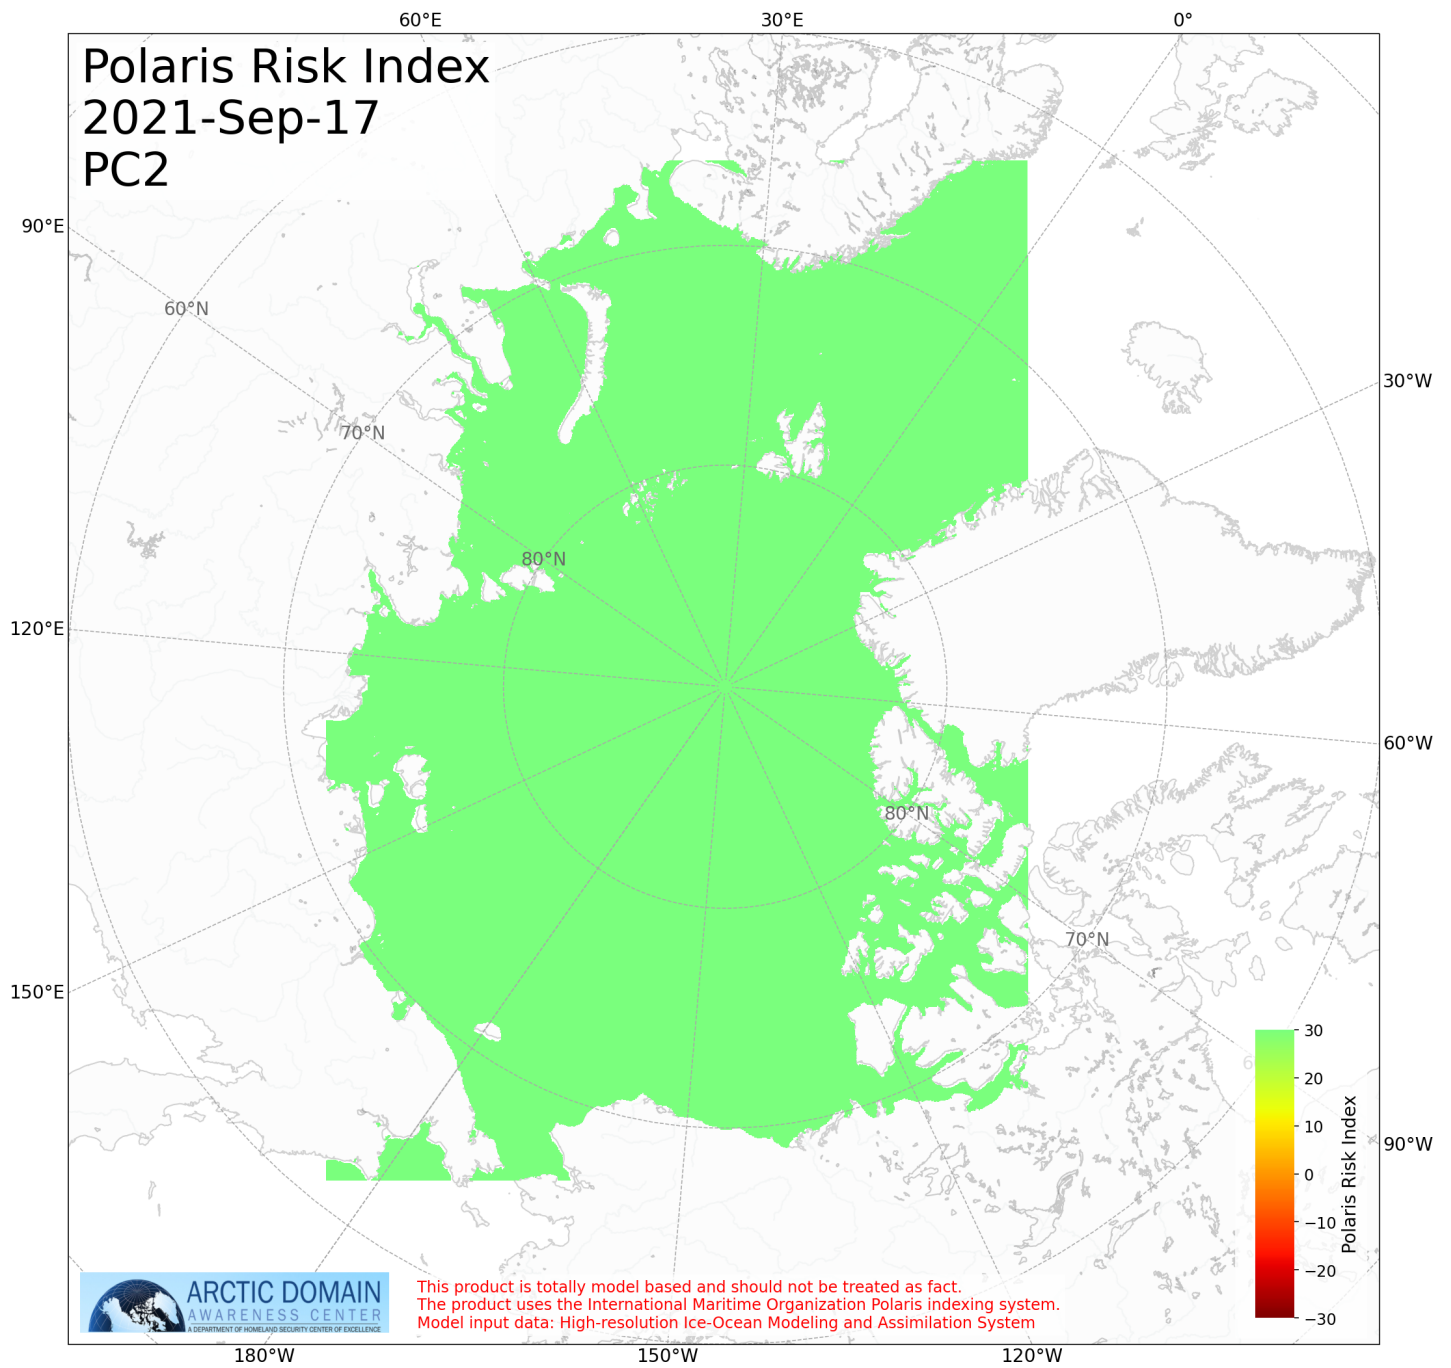 60°E 30°E 0°
Polaris Risk Index
2021-Sep-17
PC2
90°E
60°N
30°W
70°N
80°N
120°E
60°W
80°N
70°N
150°E
30
20
10
0
−10
−20
−30
Polaris Risk Index
90°W
ARCTIC DOMAIN
AWARENESS CENTER
A DEPARTMENT OF HOMELAND SECURITY CENTER OF EXCELLENCE
This product is totally model based and should not be treated as fact.
The product uses the International Maritime Organization Polaris indexing system.
Model input data: High-resolution Ice-Ocean Modeling and Assimilation System
180°W 150°W 120°W